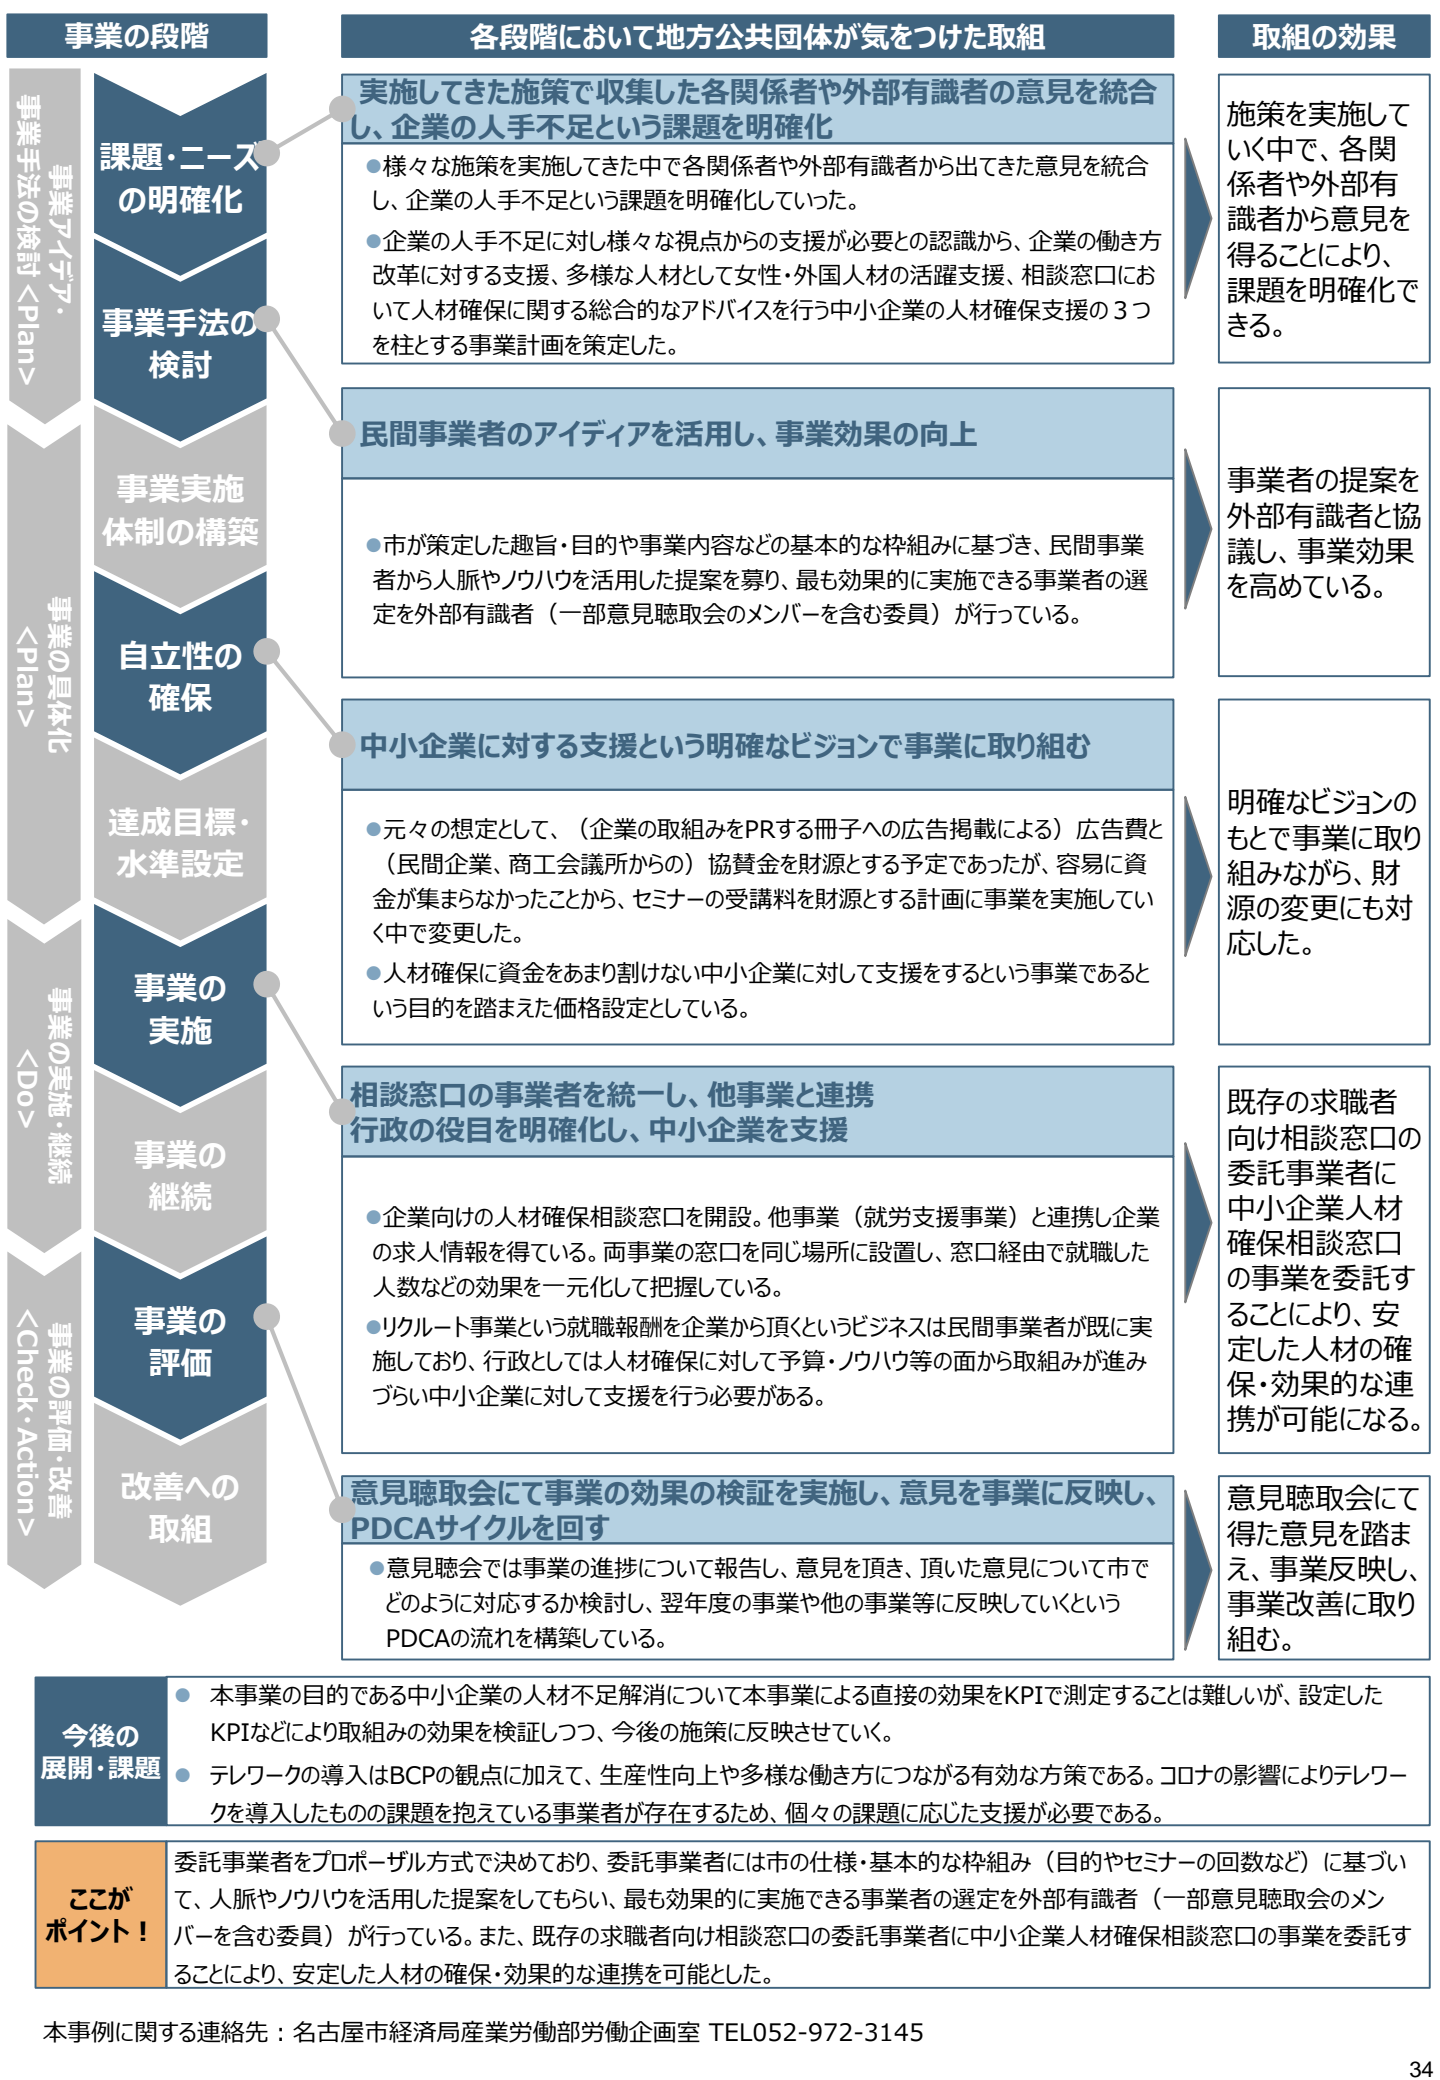 事業の段階
各段階において地方公共団体が気をつけた取組
取組の効果
事業アイデア・
事業手法の検討<Plan>
事業の具体化
<Plan>
事業の実施・継続
<Do>
事業の評価・改善
<Check・Action>
課題・ニーズ
の明確化
事業手法の
検討
事業実施
体制の構築
自立性の
確保
達成目標・
水準設定
事業の
実施
事業の
継続
事業の
評価
改善への
取組
実施してきた施策で収集した各関係者や外部有識者の意見を統合
し、企業の人手不足という課題を明確化
●様々な施策を実施してきた中で各関係者や外部有識者から出てきた意見を統合
し、企業の人手不足という課題を明確化していった。
●企業の人手不足に対し様々な視点からの支援が必要との認識から、企業の働き方
改革に対する支援、多様な人材として女性・外国人材の活躍支援、相談窓口にお
いて人材確保に関する総合的なアドバイスを行う中小企業の人材確保支援の３つ
を柱とする事業計画を策定した。
施策を実施して
いく中で、各関
係者や外部有
識者から意見を
得ることにより、
課題を明確化で
きる。
民間事業者のアイディアを活用し、事業効果の向上
●市が策定した趣旨・目的や事業内容などの基本的な枠組みに基づき、民間事業
者から人脈やノウハウを活用した提案を募り、最も効果的に実施できる事業者の選
定を外部有識者（一部意見聴取会のメンバーを含む委員）が行っている。
事業者の提案を
外部有識者と協
議し、事業効果
を高めている。
中小企業に対する支援という明確なビジョンで事業に取り組む
●元々の想定として、（企業の取組みをPRする冊子への広告掲載による）広告費と
（民間企業、商工会議所からの）協賛金を財源とする予定であったが、容易に資
金が集まらなかったことから、セミナーの受講料を財源とする計画に事業を実施してい
く中で変更した。
●人材確保に資金をあまり割けない中小企業に対して支援をするという事業であると
いう目的を踏まえた価格設定としている。
明確なビジョンの
もとで事業に取り
組みながら、財
源の変更にも対
応した。
相談窓口の事業者を統一し、他事業と連携
行政の役目を明確化し、中小企業を支援
●企業向けの人材確保相談窓口を開設。他事業（就労支援事業）と連携し企業
の求人情報を得ている。両事業の窓口を同じ場所に設置し、窓口経由で就職した
人数などの効果を一元化して把握している。
●リクルート事業という就職報酬を企業から頂くというビジネスは民間事業者が既に実
施しており、行政としては人材確保に対して予算・ノウハウ等の面から取組みが進み
づらい中小企業に対して支援を行う必要がある。
既存の求職者
向け相談窓口の
委託事業者に
中小企業人材
確保相談窓口
の事業を委託す
ることにより、安
定した人材の確
保・効果的な連
携が可能になる。
意見聴取会にて事業の効果の検証を実施し、意見を事業に反映し、
PDCAサイクルを回す
●意見聴会では事業の進捗について報告し、意見を頂き、頂いた意見について市で
どのように対応するか検討し、翌年度の事業や他の事業等に反映していくという
PDCAの流れを構築している。
意見聴取会にて
得た意見を踏ま
え、事業反映し、
事業改善に取り
組む。
今後の
展開・課題
● 本事業の目的である中小企業の人材不足解消について本事業による直接の効果をKPIで測定することは難しいが、設定した
KPIなどにより取組みの効果を検証しつつ、今後の施策に反映させていく。
● テレワークの導入はBCPの観点に加えて、生産性向上や多様な働き方につながる有効な方策である。コロナの影響によりテレワー
クを導入したものの課題を抱えている事業者が存在するため、個々の課題に応じた支援が必要である。
ここが
ポイント！
委託事業者をプロポーザル方式で決めており、委託事業者には市の仕様・基本的な枠組み（目的やセミナーの回数など）に基づい
て、人脈やノウハウを活用した提案をしてもらい、最も効果的に実施できる事業者の選定を外部有識者（一部意見聴取会のメン
バーを含む委員）が行っている。また、既存の求職者向け相談窓口の委託事業者に中小企業人材確保相談窓口の事業を委託す
ることにより、安定した人材の確保・効果的な連携を可能とした。
本事例に関する連絡先：名古屋市経済局産業労働部労働企画室 TEL052-972-3145
34